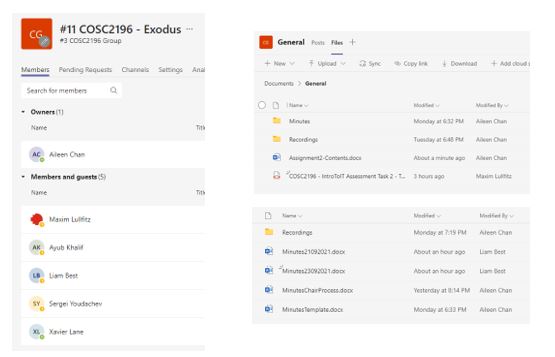 CG
#11 COSC2196 - Exodus ...
#3 COSC2196 Group
Members Pending Requests Channels Settings Anal
Search for members
Owners (1)
Name Title
AC Aileen Chan
Members and guests (5)
Name Title
Maxim Lullfitz
AK Ayub Khalif
LB Liam Best
SY Sergei Youdachev
XL Xavier Lane
CG General Posts Files +
+ New Upload Sync Copy link Download + Add cloud s
Documents > General
Name Modified Modified By
Minutes Monday at 6:32 PM Aileen Chan
Recordings Tuesday at 6:48 PM Aileen Chan
Assignment2-Contents.docx About a minute ago Aileen Chan
COSC2196 - IntroToIT Assessment Task 2 - T... 3 hours ago Maxim Lullfitz
Name Modified Modified By
Recordings Monday at 7:19 PM Aileen Chan
Minutes21092021.docx About an hour ago Liam Best
Minutes23092021.docx About an hour ago Liam Best
MinutesChairProcess.docx Yesterday at 8:14 PM Aileen Chan
MinutesTemplate.docx Monday at 6:33 PM Aileen Chan